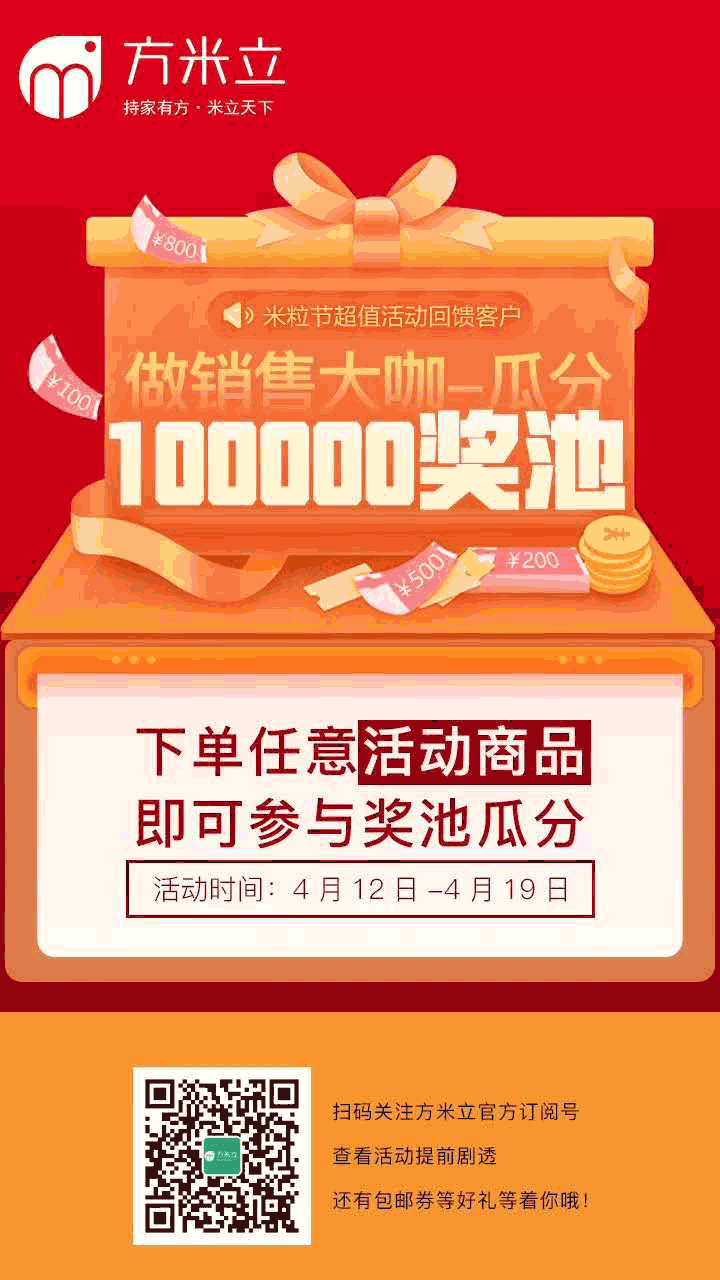 方米立
持家有方·米立天下
¥800
米粒节超值活动回馈客户
¥100
做销售大咖–瓜分
100000奖池
¥500
¥200
¥
下单任意活动商品
即可参与奖池瓜分
活动时间：4月12日–4月19日
方米立
扫码关注方米立官方订阅号
查看活动提前剧透
还有包邮券等好礼等着你哦！